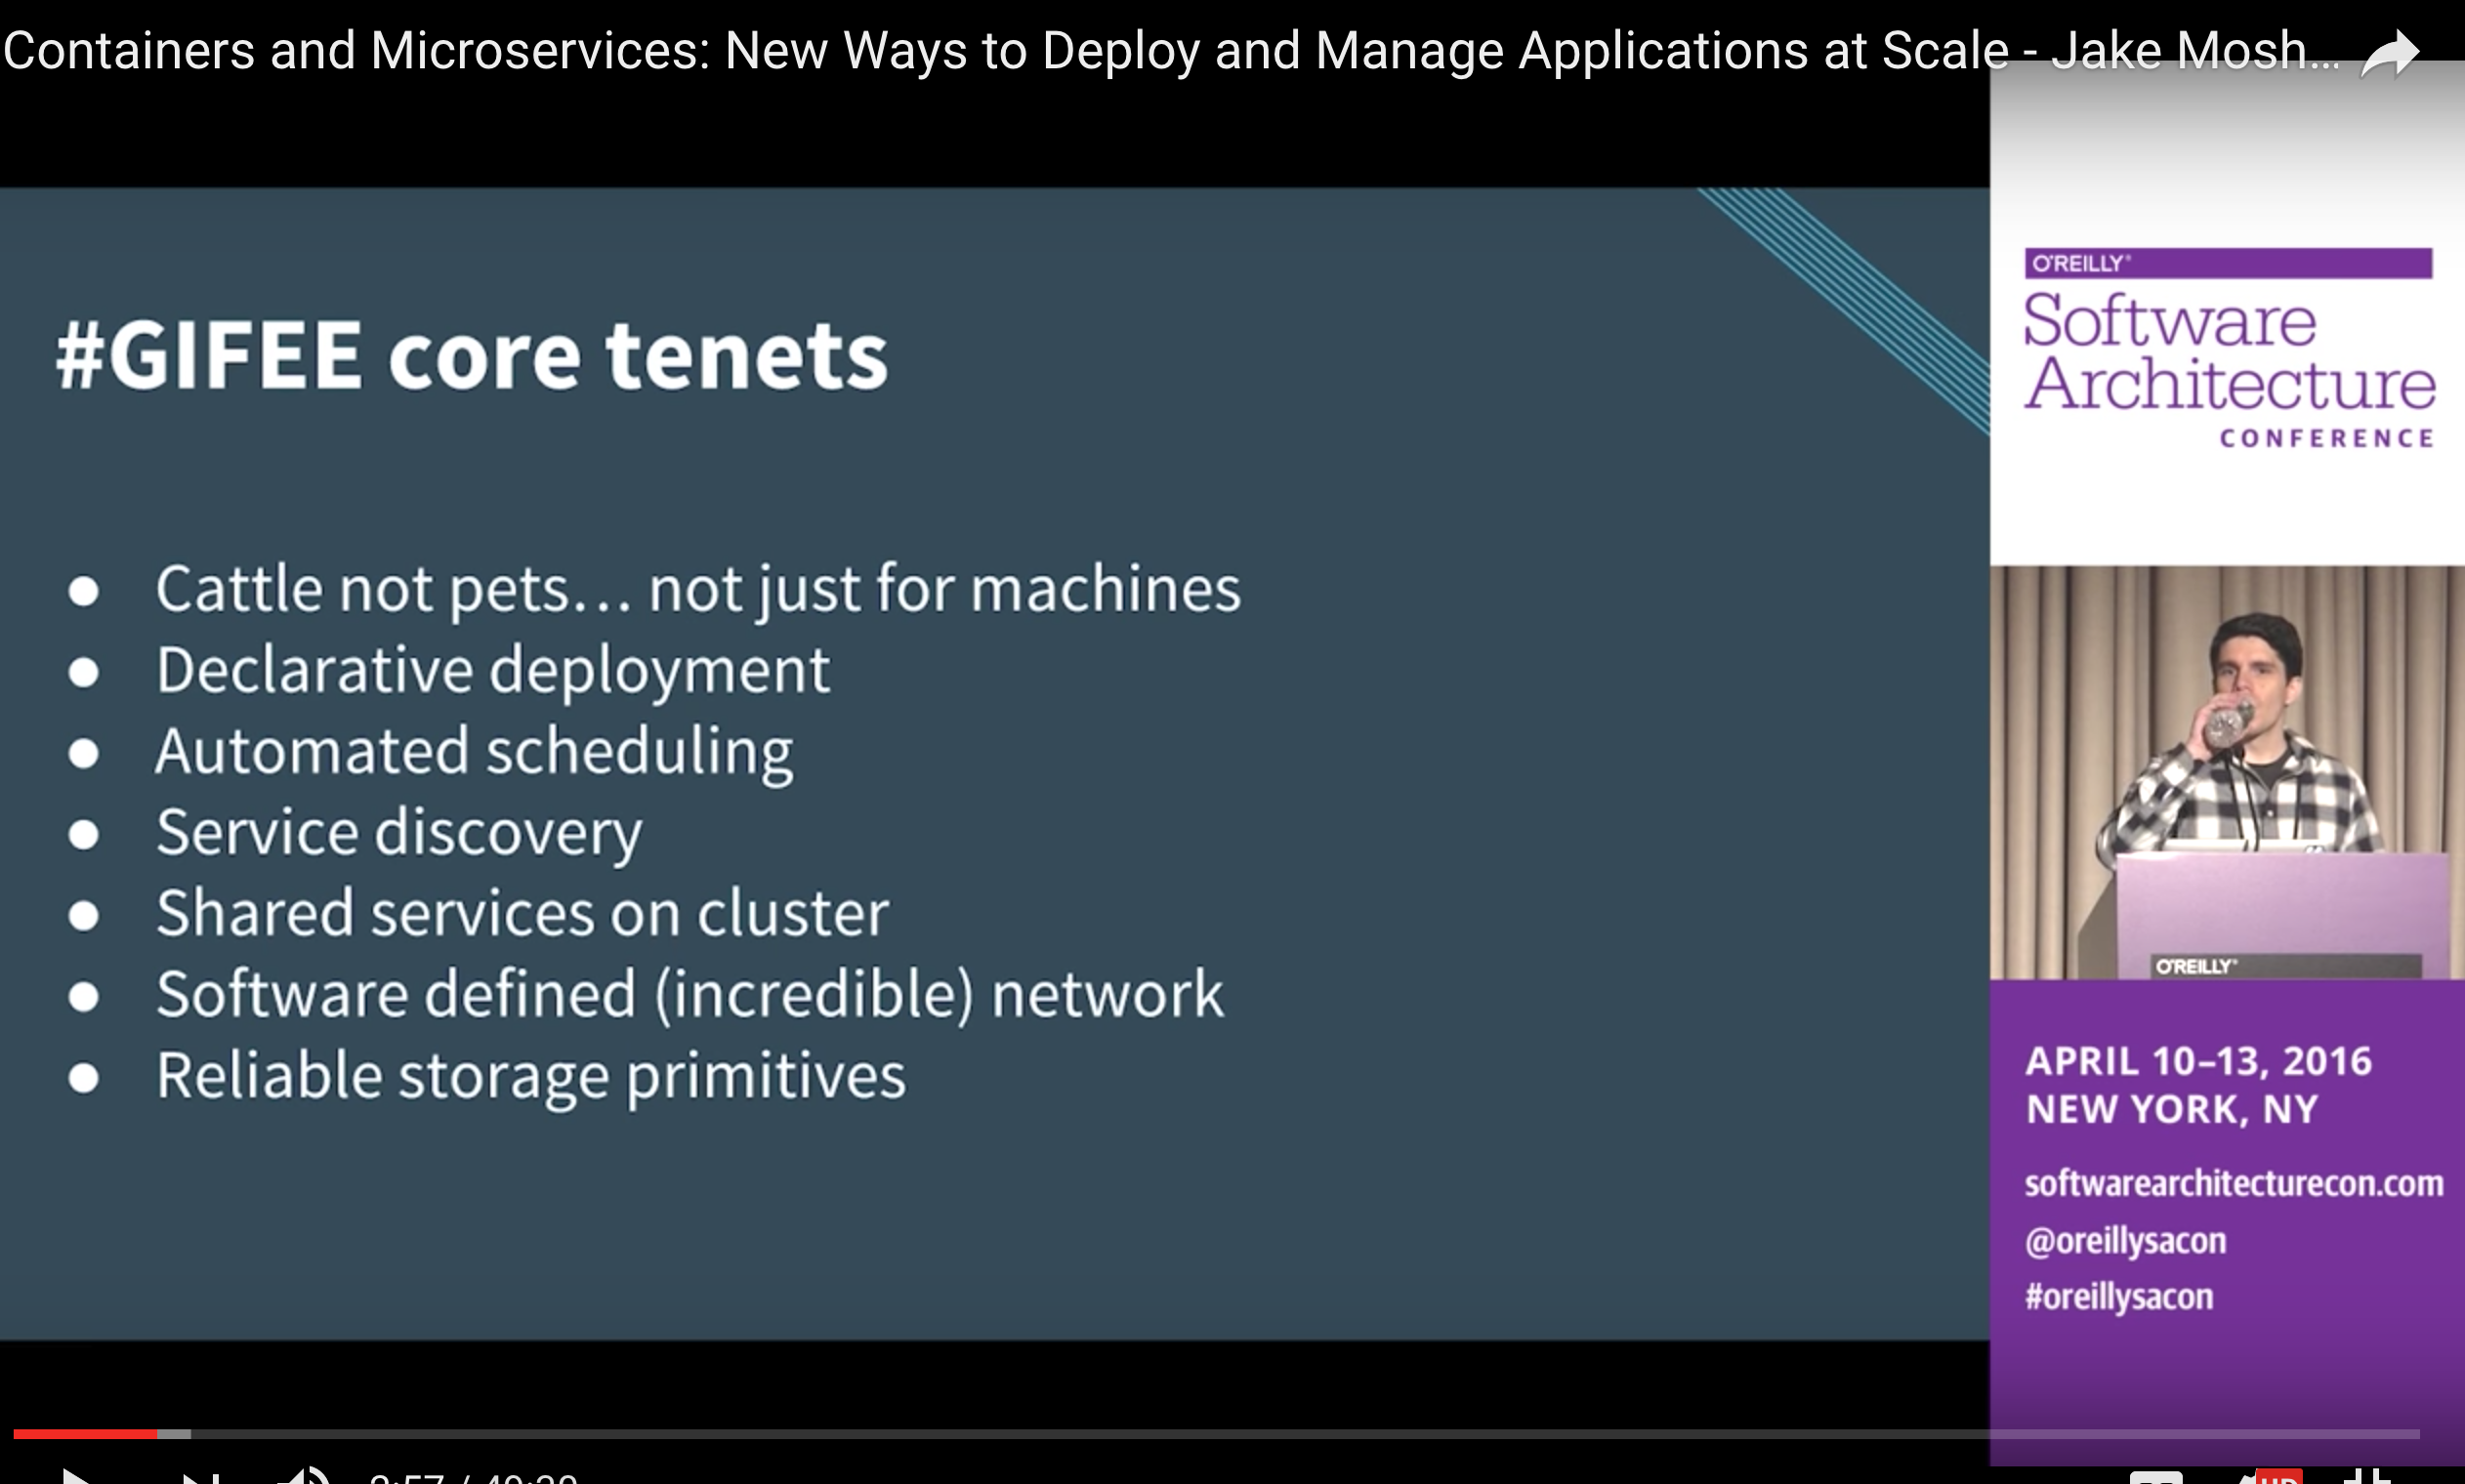 Containers and Microservices: New Ways to Deploy and Manage Applications at Scale - Jake Mosh...
#GIFEE core tenets
● Cattle not pets... not just for machines
● Declarative deployment
● Automated scheduling
● Service discovery
● Shared services on cluster
● Software defined (incredible) network
● Reliable storage primitives
O'REILLY®
Software
Architecture
CONFERENCE
O'REILLY®
APRIL 10–13, 2016
NEW YORK, NY
softwarearchitecturecon.com
@oreillysacon
#oreillysacon